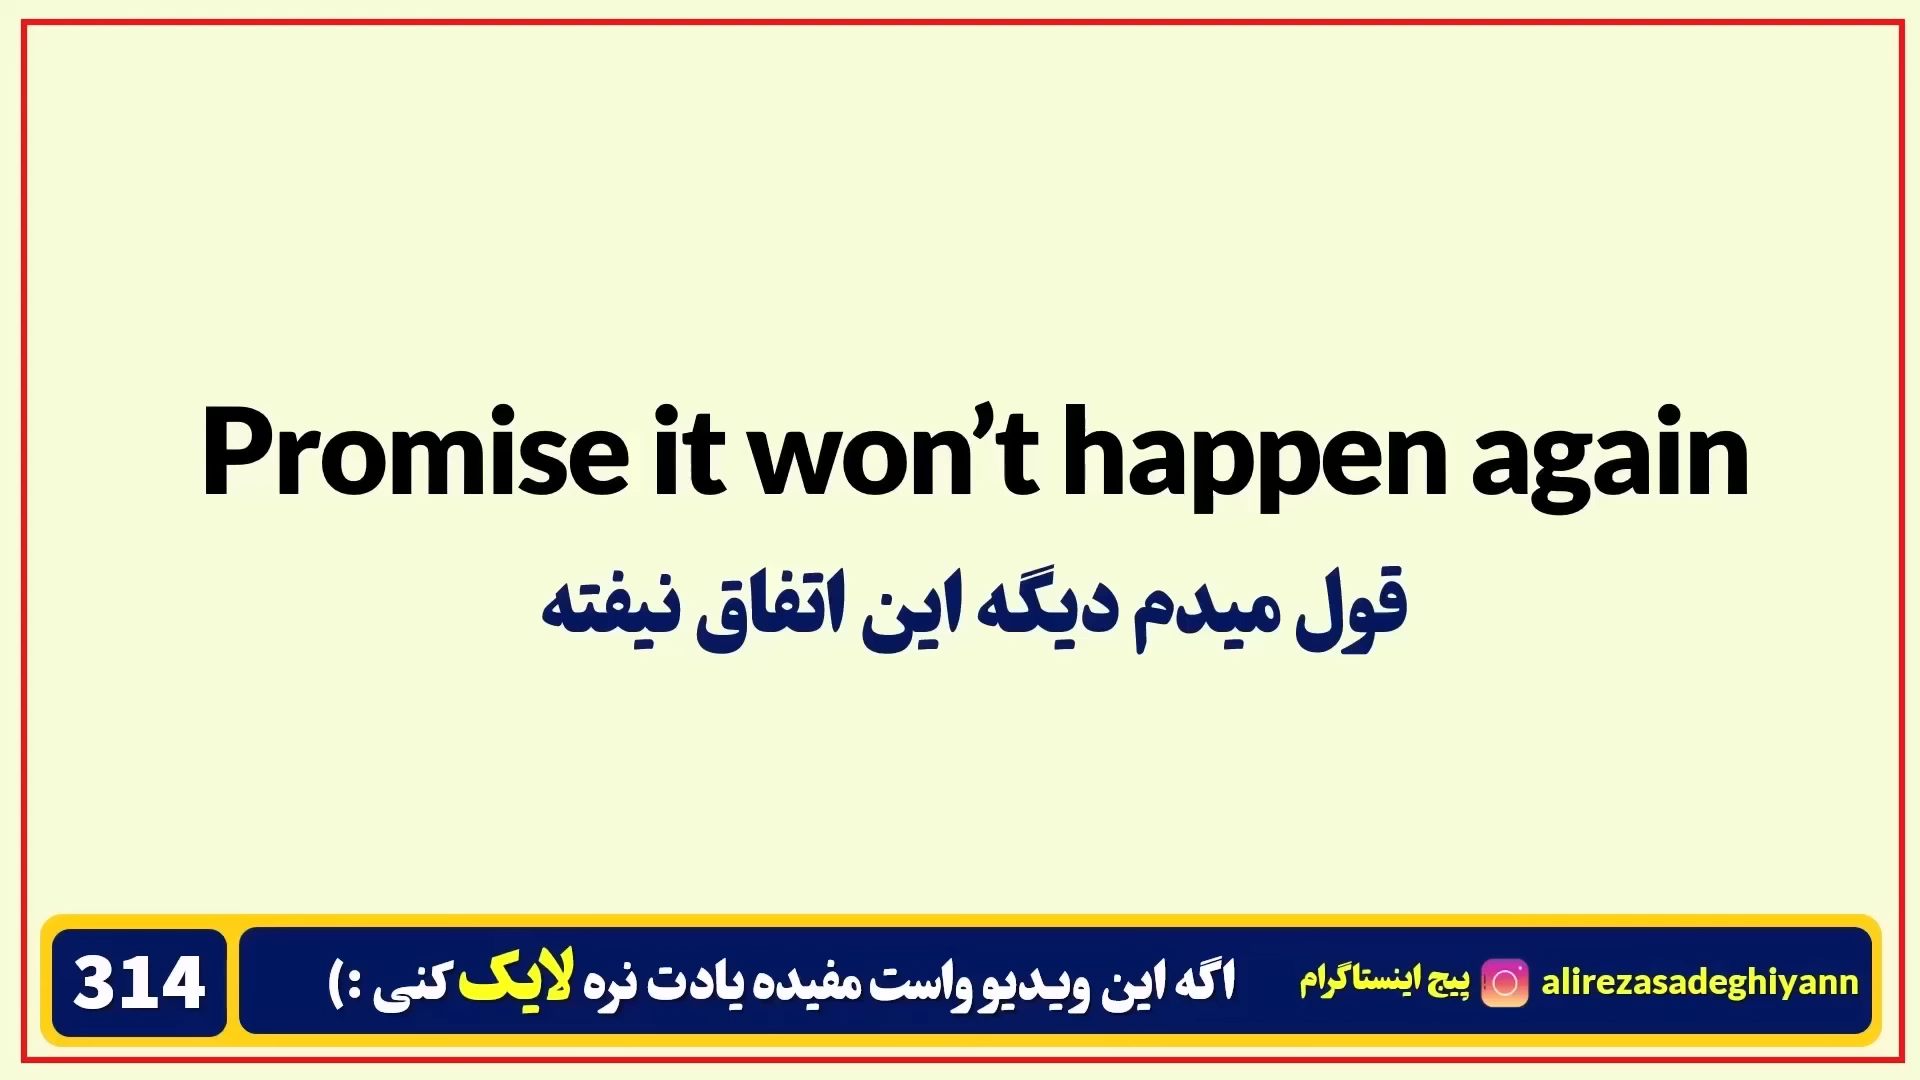 Promise it won’t happen again
قول میدم دیگه این اتفاق نیفته
314
اگه این ویدیو واست مفیده یادت نره لایک کنی :)
پیج اینستاگرام alirezasadeghiyann